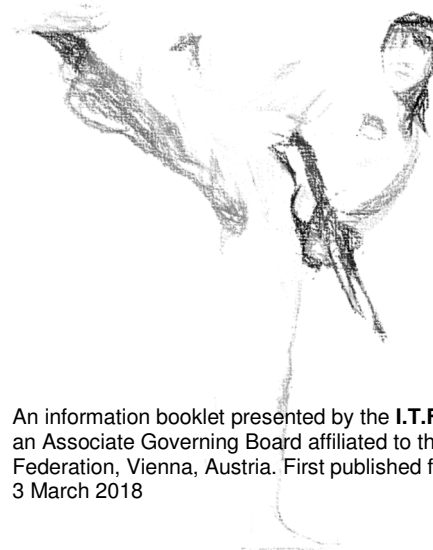 An information booklet presented by the I.T.F
an Associate Governing Board affiliated to th
Federation, Vienna, Austria. First published f
3 March 2018